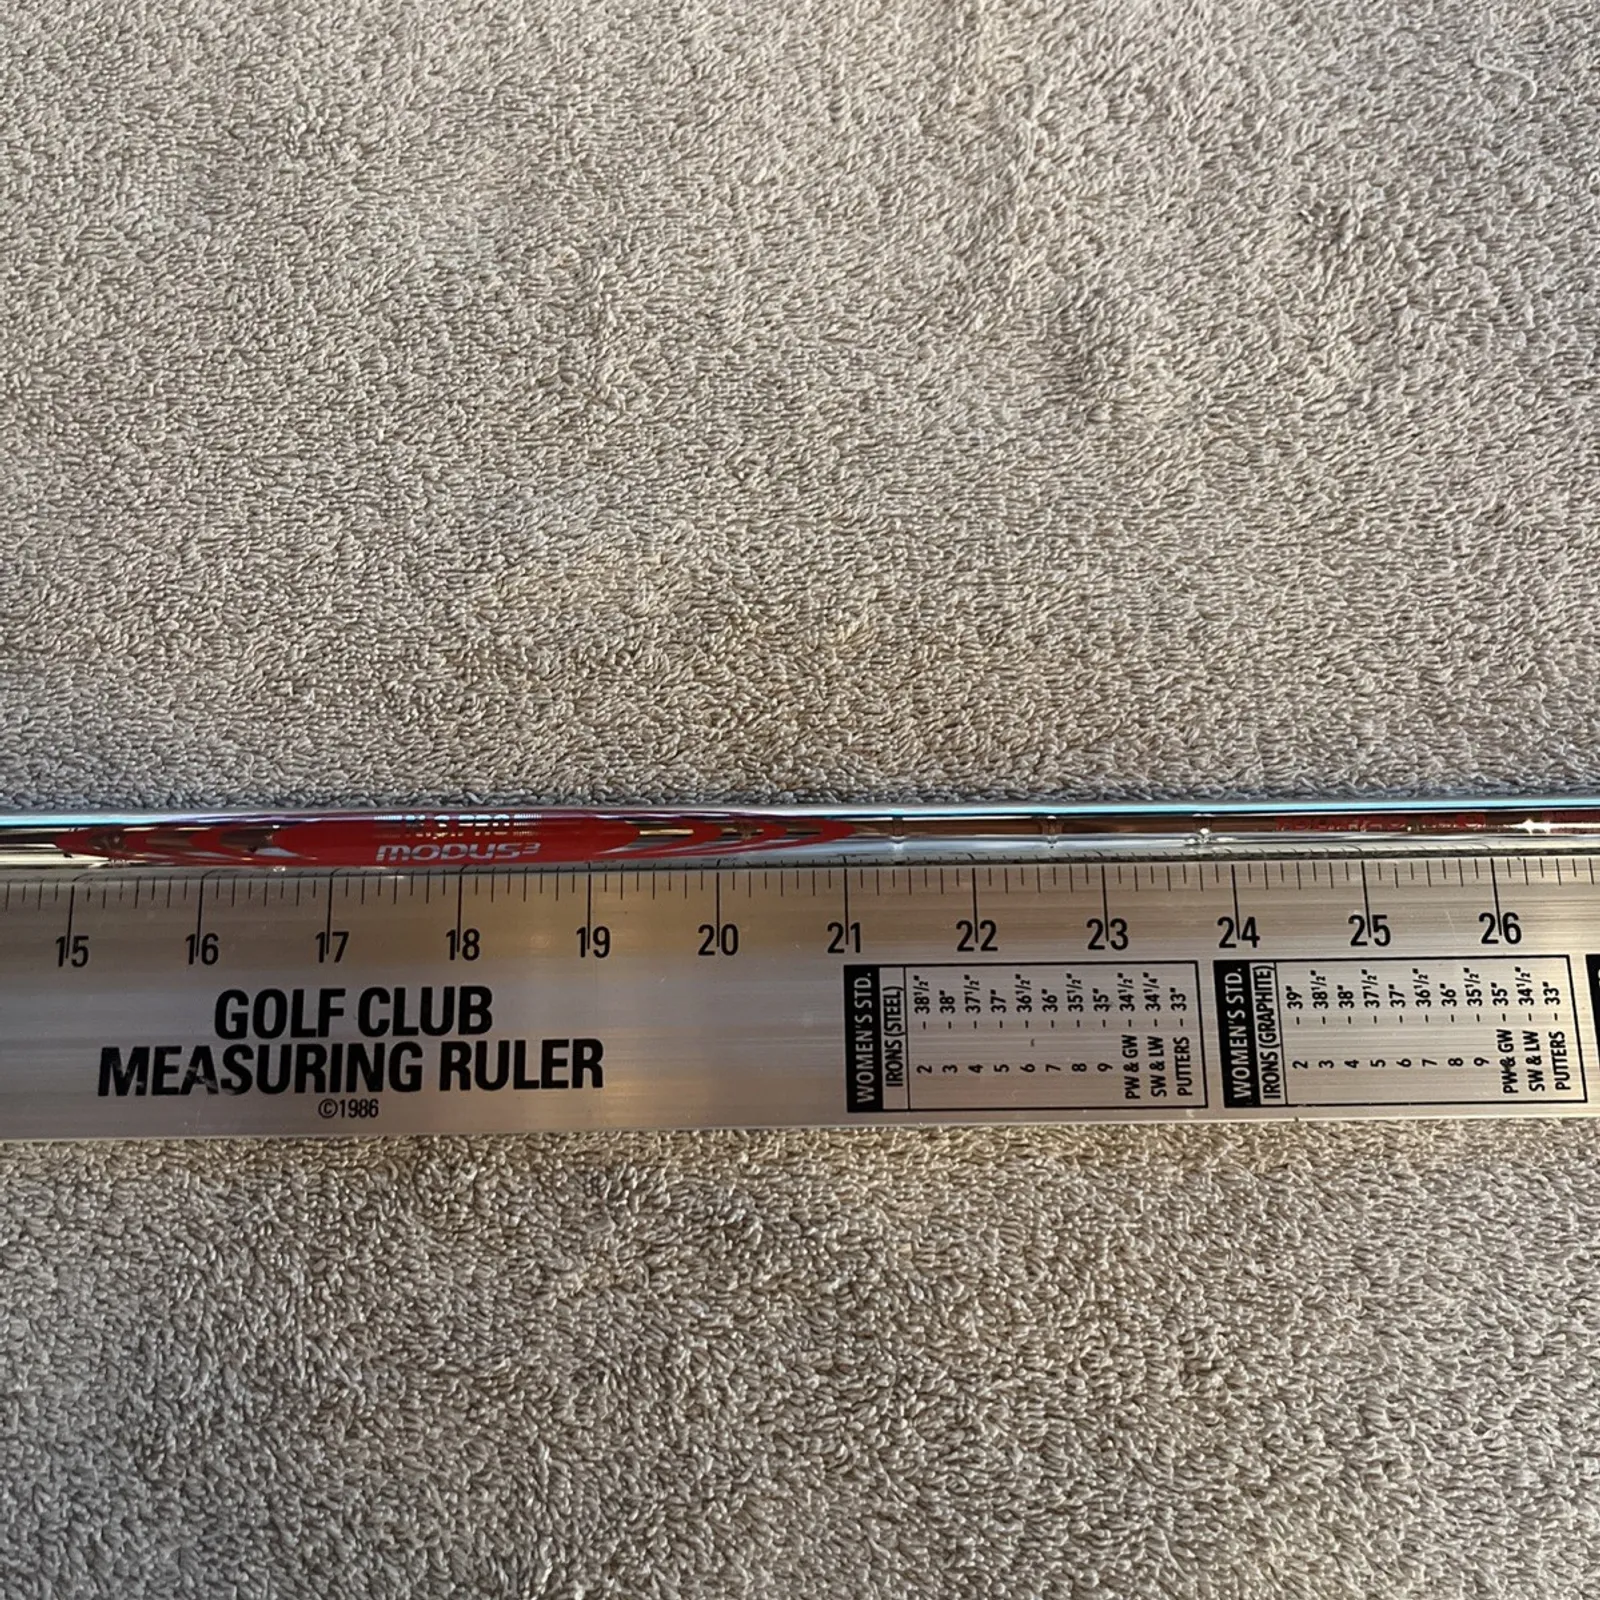 N.S.PRO
MODUS³
15 16 17 18 19 20 21 22 23 24 25 26
GOLF CLUB
MEASURING RULER
©1986
WOMEN'S STD.
IRONS (STEEL)
2 - 38½"
3 - 38"
4 - 37½"
5 - 37"
6 - 36½"
7 - 36"
8 - 35½"
9 - 35"
PW & GW - 34½"
SW & LW - 34¼"
PUTTERS - 33"
WOMEN'S STD.
IRONS (GRAPHITE)
2 - 39"
3 - 38½"
4 - 38"
5 - 37½"
6 - 37"
7 - 36½"
8 - 36"
9 - 35½"
PW & GW - 35"
SW & LW - 34½"
PUTTERS - 33"